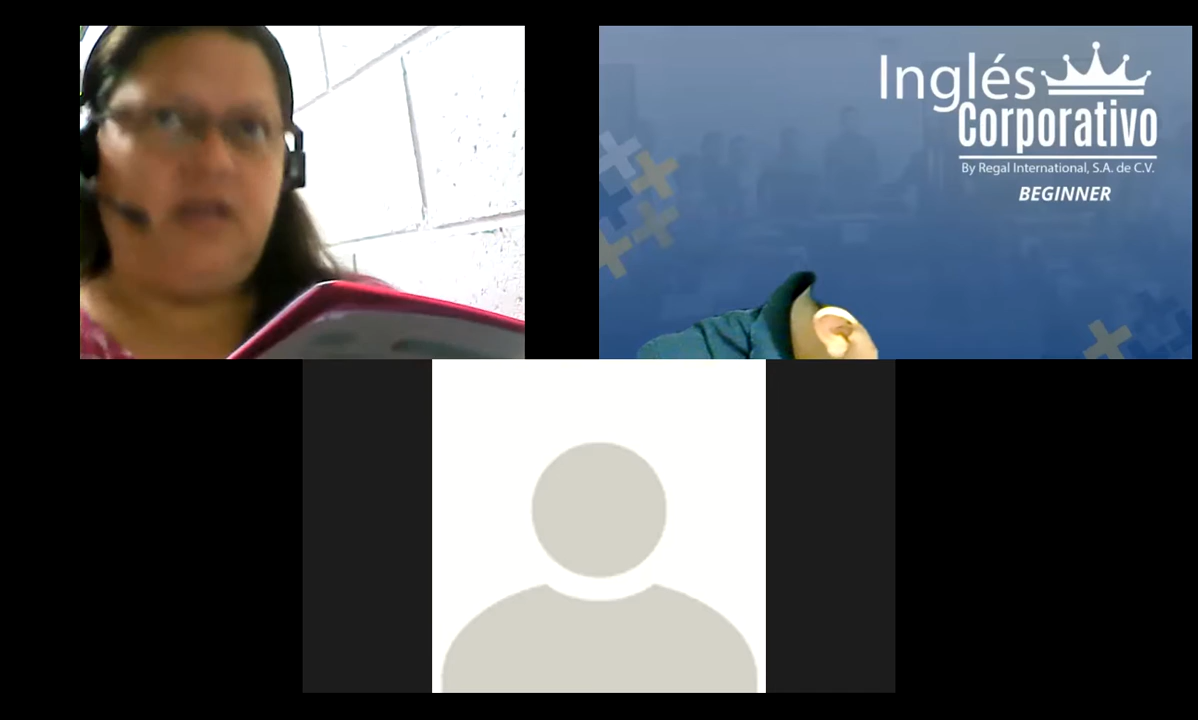 Inglés
Corporativo
By Regal International, S.A. de C.V.
BEGINNER